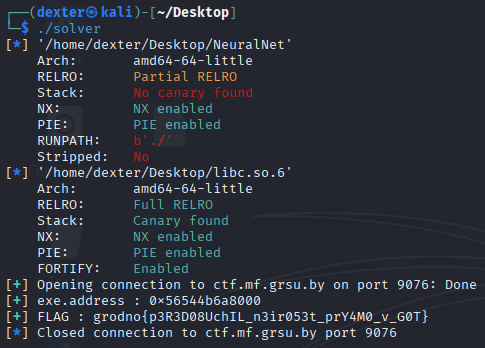 ┌──(dexter㉿kali)-[~/Desktop]
└─$ ./solver
[*] '/home/dexter/Desktop/NeuralNet'
    Arch:       amd64-64-little
    RELRO:      Partial RELRO
    Stack:      No canary found
    NX:         NX enabled
    PIE:        PIE enabled
    RUNPATH:    b'./'
    Stripped:   No
[*] '/home/dexter/Desktop/libc.so.6'
    Arch:       amd64-64-little
    RELRO:      Full RELRO
    Stack:      Canary found
    NX:         NX enabled
    PIE:        PIE enabled
    FORTIFY:    Enabled
[+] Opening connection to ctf.mf.grsu.by on port 9076: Done
[+] exe.address : 0×56544b6a8000
[+] FLAG : grodno{p3R3D08UchIL_n3ir053t_prY4M0_v_G0T}
[*] Closed connection to ctf.mf.grsu.by port 9076